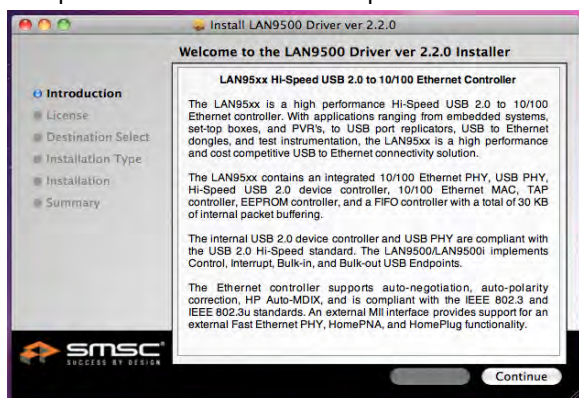 Install LAN9500 Driver ver 2.2.0
Welcome to the LAN9500 Driver ver 2.2.0 Installer
Introduction
License
Destination Select
Installation Type
Installation
Summary
LAN95xx Hi-Speed USB 2.0 to 10/100 Ethernet Controller
The LAN95xx is a high performance Hi-Speed USB 2.0 to 10/100
Ethernet controller. With applications ranging from embedded systems,
set-top boxes, and PVR's, to USB port replicators, USB to Ethernet
dongles, and test instrumentation, the LAN95xx is a high performance
and cost competitive USB to Ethernet connectivity solution.
The LAN95xx contains an integrated 10/100 Ethernet PHY, USB PHY,
Hi-Speed USB 2.0 device controller, 10/100 Ethernet MAC, TAP
controller, EEPROM controller, and a FIFO controller with a total of 30 KB
of internal packet buffering.
The internal USB 2.0 device controller and USB PHY are compliant with
the USB 2.0 Hi-Speed standard. The LAN9500/LAN9500i implements
Control, Interrupt, Bulk-in, and Bulk-out USB Endpoints.
The Ethernet controller supports auto-negotiation, auto-polarity
correction, HP Auto-MDIX, and is compliant with the IEEE 802.3 and
IEEE 802.3u standards. An external MII interface provides support for an
external Fast Ethernet PHY, HomePNA, and HomePlug functionality.
smsc
SUCCESS BY DESIGN
Continue